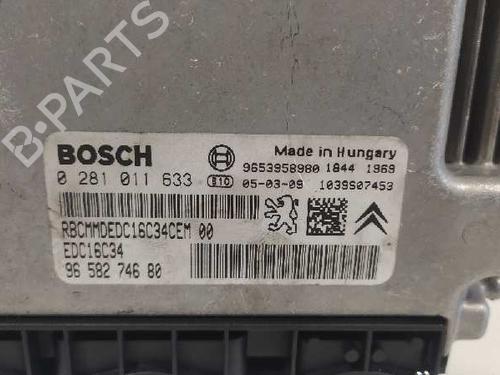 B-PARTS
BOSCH
Made in Hungary
9653958980 1844 1969
0 281 011 633 B10 05-03-09 1039S07453
RBCMMDEDC16C34CEM 00
EDC16C34
96 582 746 80